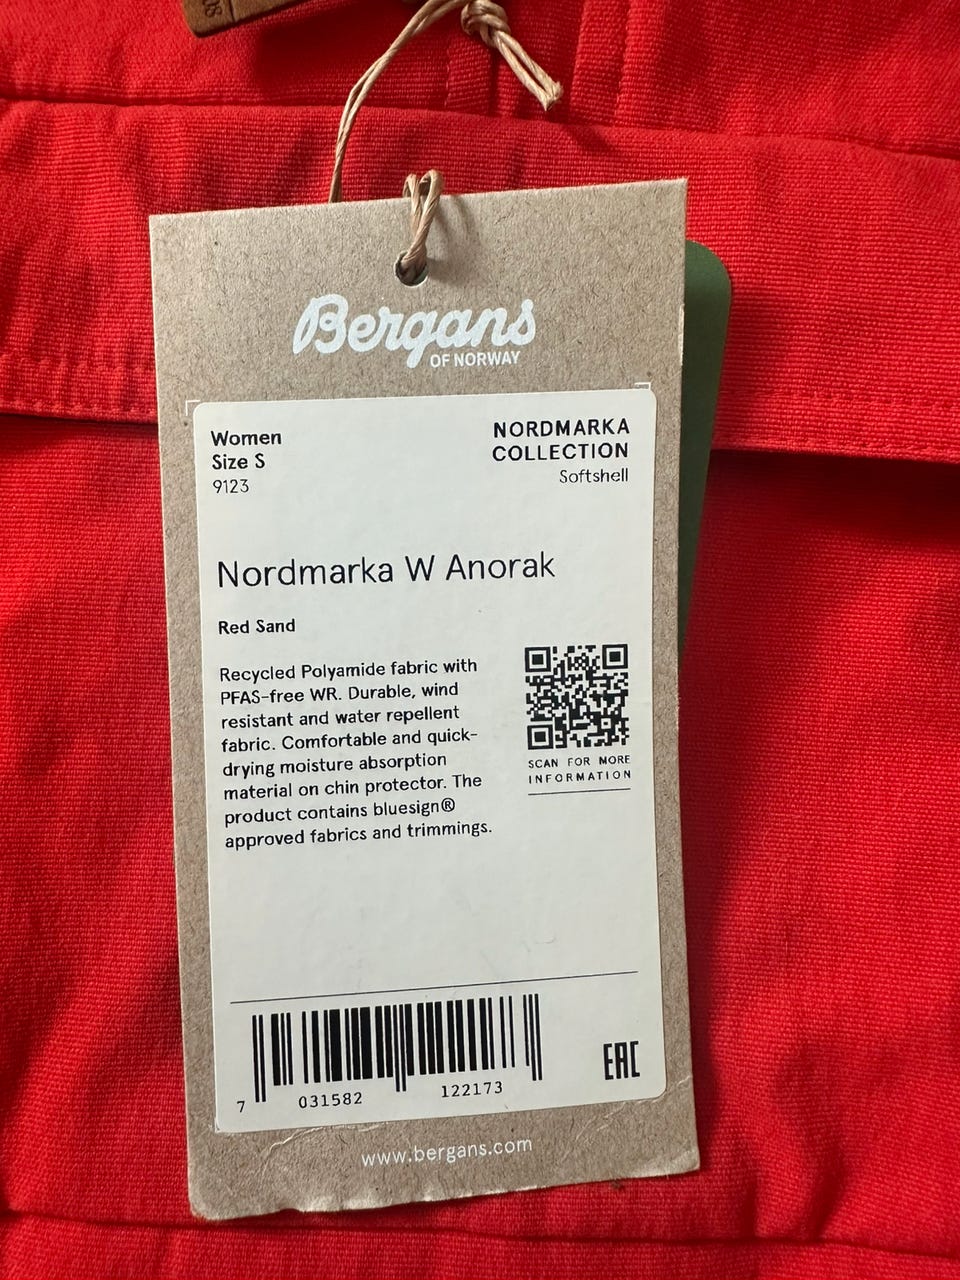 Bergans
OF NORWAY
Women
Size S
9123
NORDMARKA
COLLECTION
Softshell
Nordmarka W Anorak
Red Sand
Recycled Polyamide fabric with
PFAS-free WR. Durable, wind
resistant and water repellent
fabric. Comfortable and quick-
drying moisture absorption
material on chin protector. The
product contains bluesign®
approved fabrics and trimmings.
SCAN FOR MORE
INFORMATION
7 031582 122173
EAC
www.bergans.com